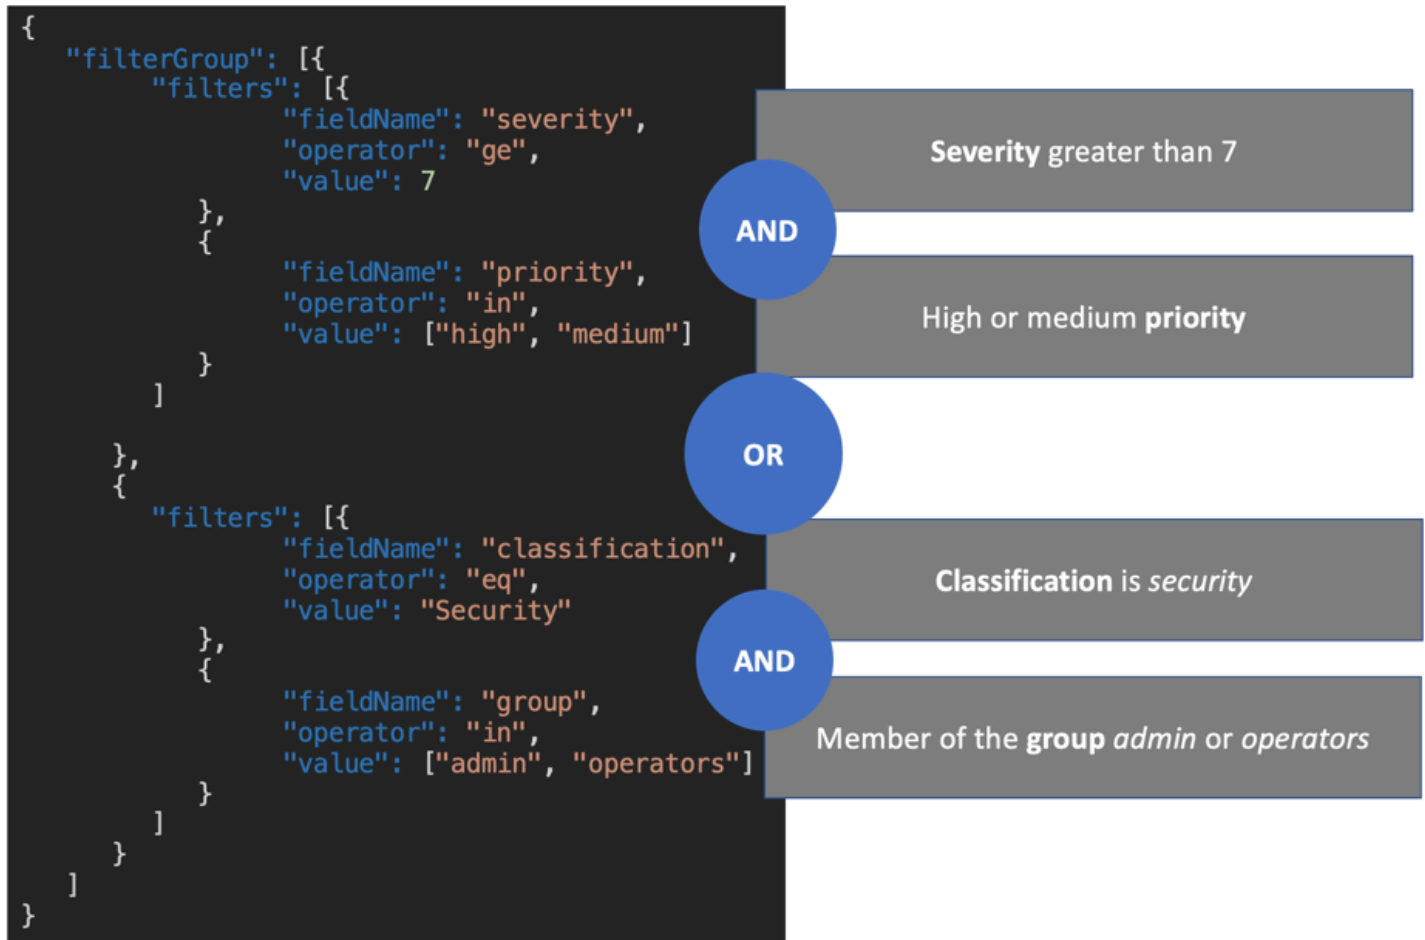 {
"filterGroup": [{
"filters": [{
"fieldName": "severity",
"operator": "ge",
"value": 7
},
{
"fieldName": "priority",
"operator": "in",
"value": ["high", "medium"]
}
]
},
{
"filters": [{
"fieldName": "classification",
"operator": "eq",
"value": "Security"
},
{
"fieldName": "group",
"operator": "in",
"value": ["admin", "operators"]
}
]
}
]
}
Severity greater than 7
AND
High or medium priority
OR
Classification is security
AND
Member of the group admin or operators